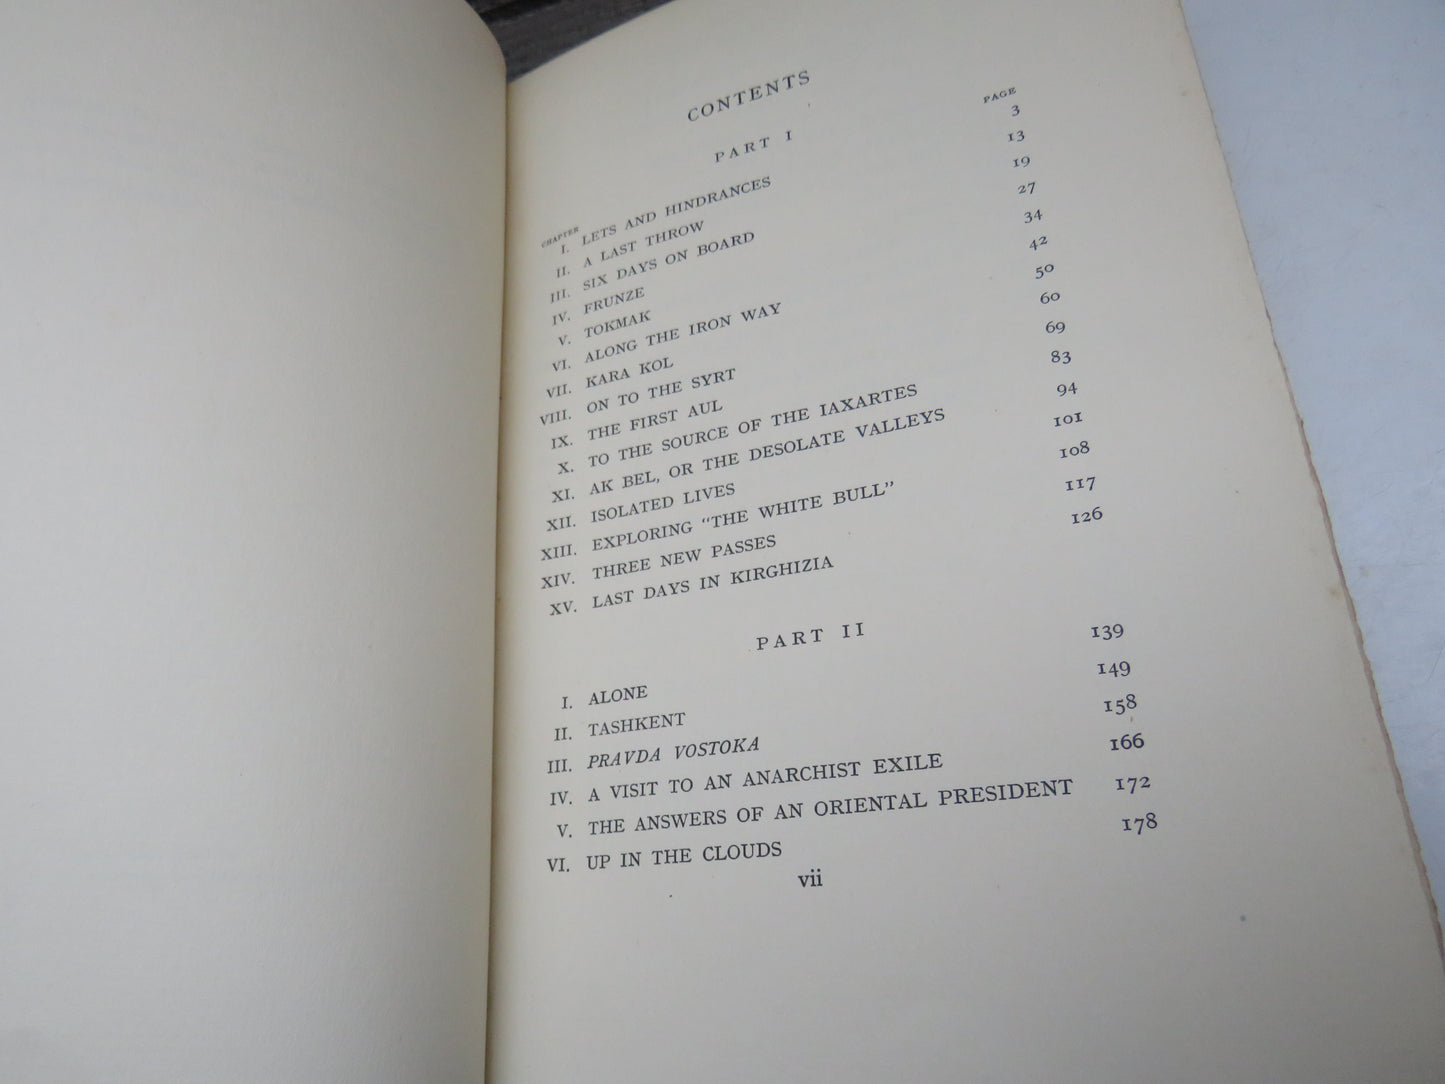 CONTENTS
PART I
CHAPTER PAGE
I. LETS AND HINDRANCES 3
II. A LAST THROW 13
III. SIX DAYS ON BOARD 19
IV. FRUNZE 27
V. TOKMAK 34
VI. ALONG THE IRON WAY 42
VII. KARA KOL 50
VIII. ON TO THE SYRT 60
IX. THE FIRST AUL 69
X. TO THE SOURCE OF THE IAXARTES 83
XI. AK BEL, OR THE DESOLATE VALLEYS 94
XII. ISOLATED LIVES 101
XIII. EXPLORING "THE WHITE BULL" 108
XIV. THREE NEW PASSES 117
XV. LAST DAYS IN KIRGHIZIA 126
PART II
I. ALONE 139
II. TASHKENT 149
III. PRAVDA VOSTOKA 158
IV. A VISIT TO AN ANARCHIST EXILE 166
V. THE ANSWERS OF AN ORIENTAL PRESIDENT 172
VI. UP IN THE CLOUDS 178
vii